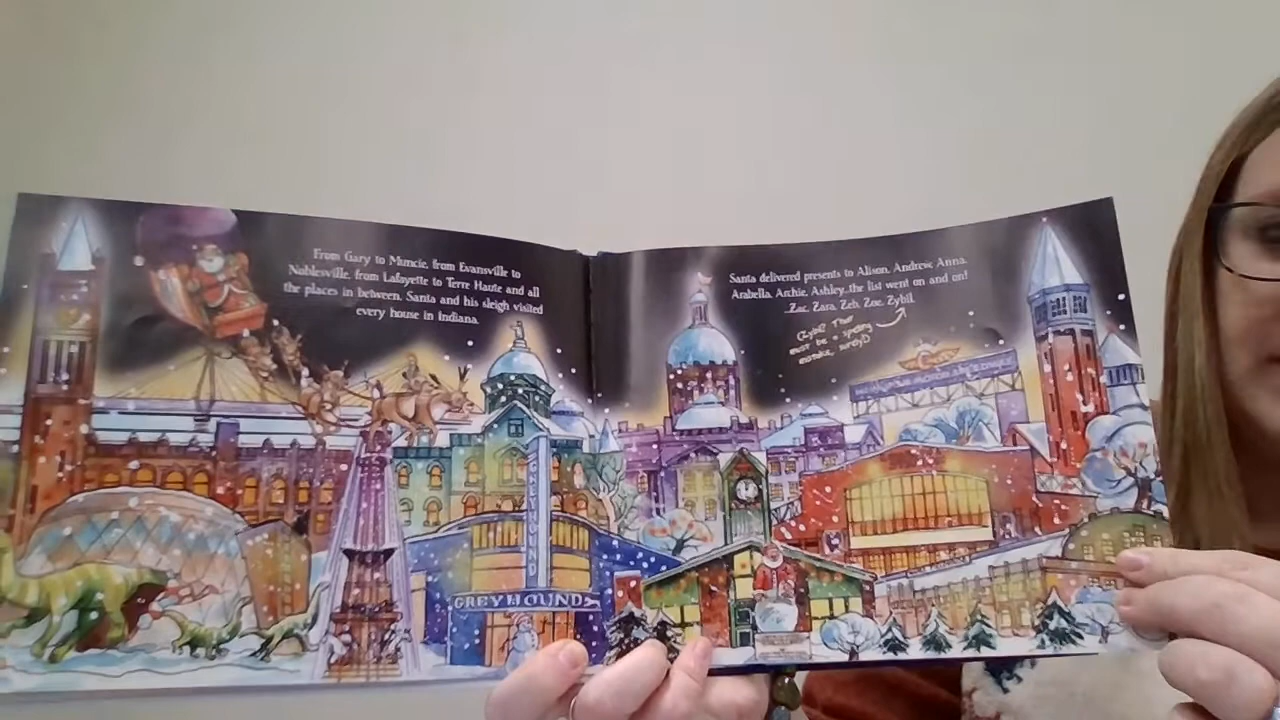 From Gary to Muncie, from Evansville to
Noblesville, from Lafayette to Terre Haute and all
the places in between, Santa and his sleigh visited
every house in Indiana.
Santa delivered presents to Alison, Andrew, Anna,
Arabella, Archie, Ashley...the list went on and on!
...Zac, Zara, Zeb, Zoe, Zybil.
(Zybil? That
must be a spelling
mistake, surely!)
GREYHOUND
GREYHOUND